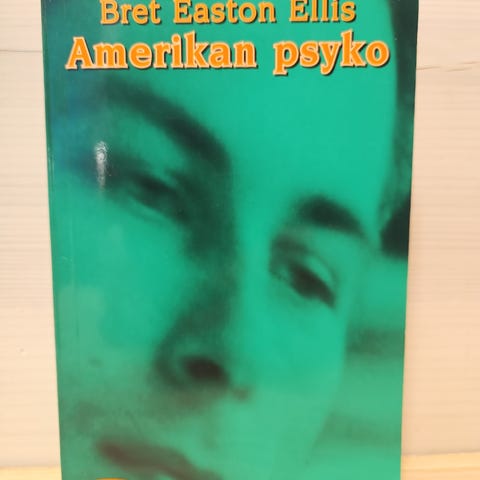 Bret Easton Ellis
Amerikan psyko